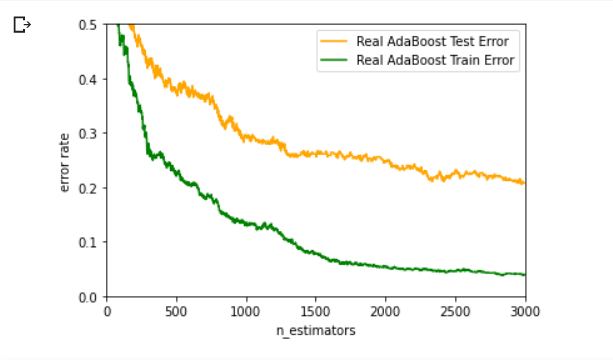 0.5
Real AdaBoost Test Error
Real AdaBoost Train Error
0.4
0.3
error rate
0.2
0.1
0.0
0 500 1000 1500 2000 2500 3000
n_estimators